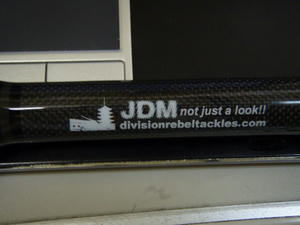 JDM not just a look!!
divisionrebeltackles.com